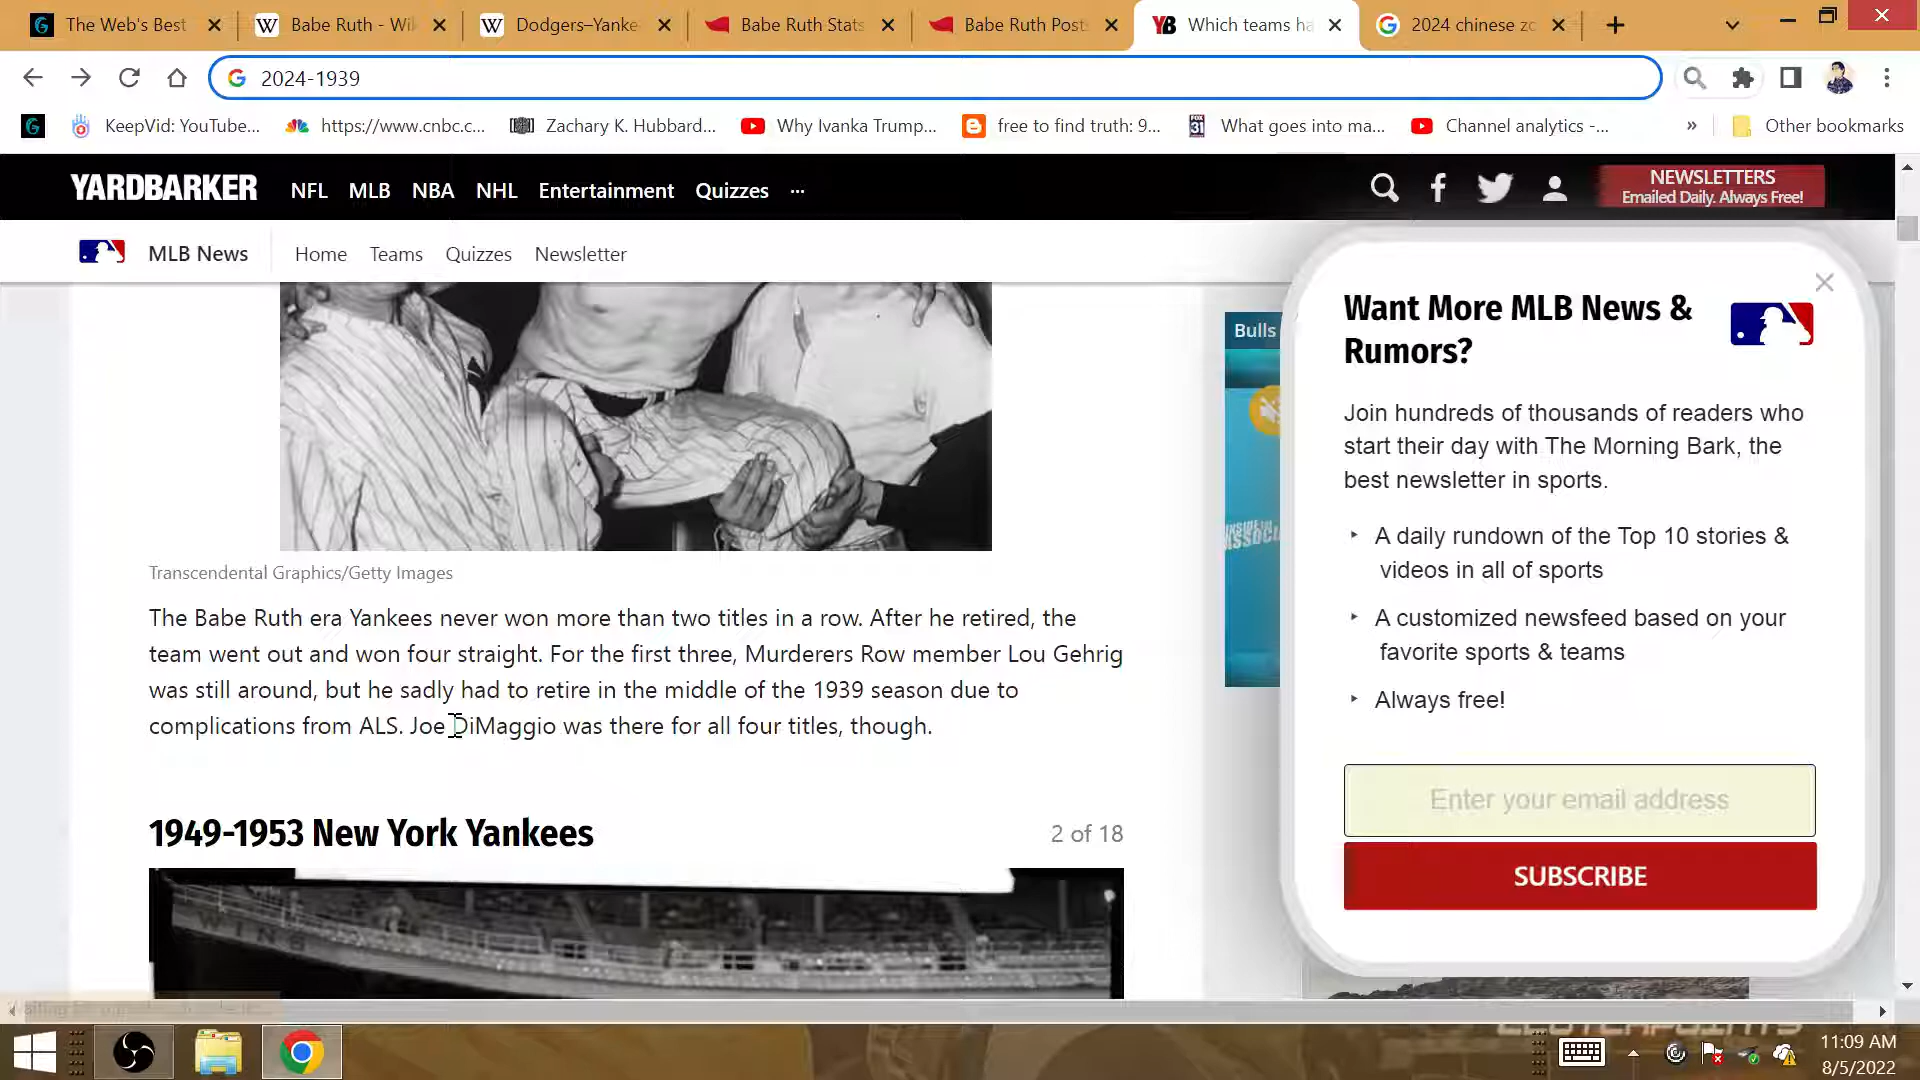 The Web's Best
Babe Ruth - Wik
Dodgers–Yanke
Babe Ruth Stats
Babe Ruth Posts
YB
Which teams ha
2024 chinese zo
2024-1939
KeepVid: YouTube...
https://www.cnbc.c...
Zachary K. Hubbard...
Why Ivanka Trump...
free to find truth: 9...
What goes into ma...
Channel analytics -...
»
Other bookmarks
YARDBARKER
NFL
MLB
NBA
NHL
Entertainment
Quizzes
...
NEWSLETTERS
Emailed Daily. Always Free!
MLB News
Home
Teams
Quizzes
Newsletter
Bulls
Transcendental Graphics/Getty Images
The Babe Ruth era Yankees never won more than two titles in a row. After he retired, the
team went out and won four straight. For the first three, Murderers Row member Lou Gehrig
was still around, but he sadly had to retire in the middle of the 1939 season due to
complications from ALS. Joe DiMaggio was there for all four titles, though.
1949-1953 New York Yankees
2 of 18
WINS
Want More MLB News &
Rumors?
Join hundreds of thousands of readers who
start their day with The Morning Bark, the
best newsletter in sports.
A daily rundown of the Top 10 stories &
videos in all of sports
A customized newsfeed based on your
favorite sports & teams
Always free!
Enter your email address
SUBSCRIBE
11:09 AM
8/5/2022